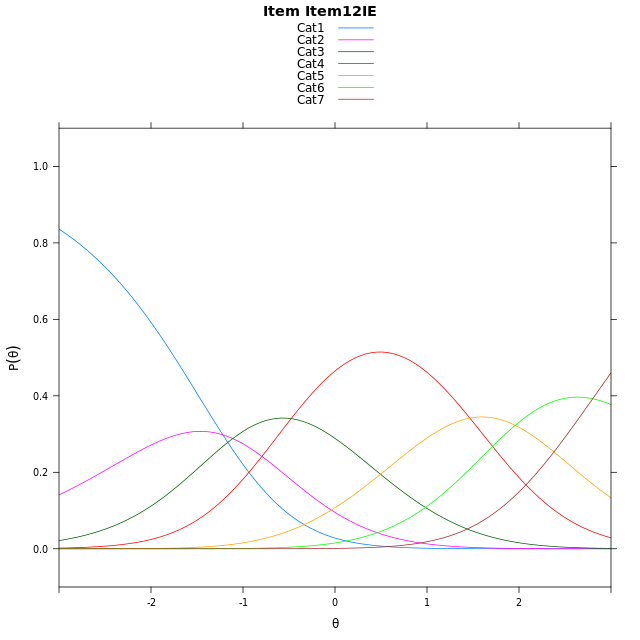 Item Item12IE
Cat1
Cat2
Cat3
Cat4
Cat5
Cat6
Cat7
1.0
0.8
0.6
0.4
0.2
0.0
P(θ)
-2 -1 0 1 2
θ